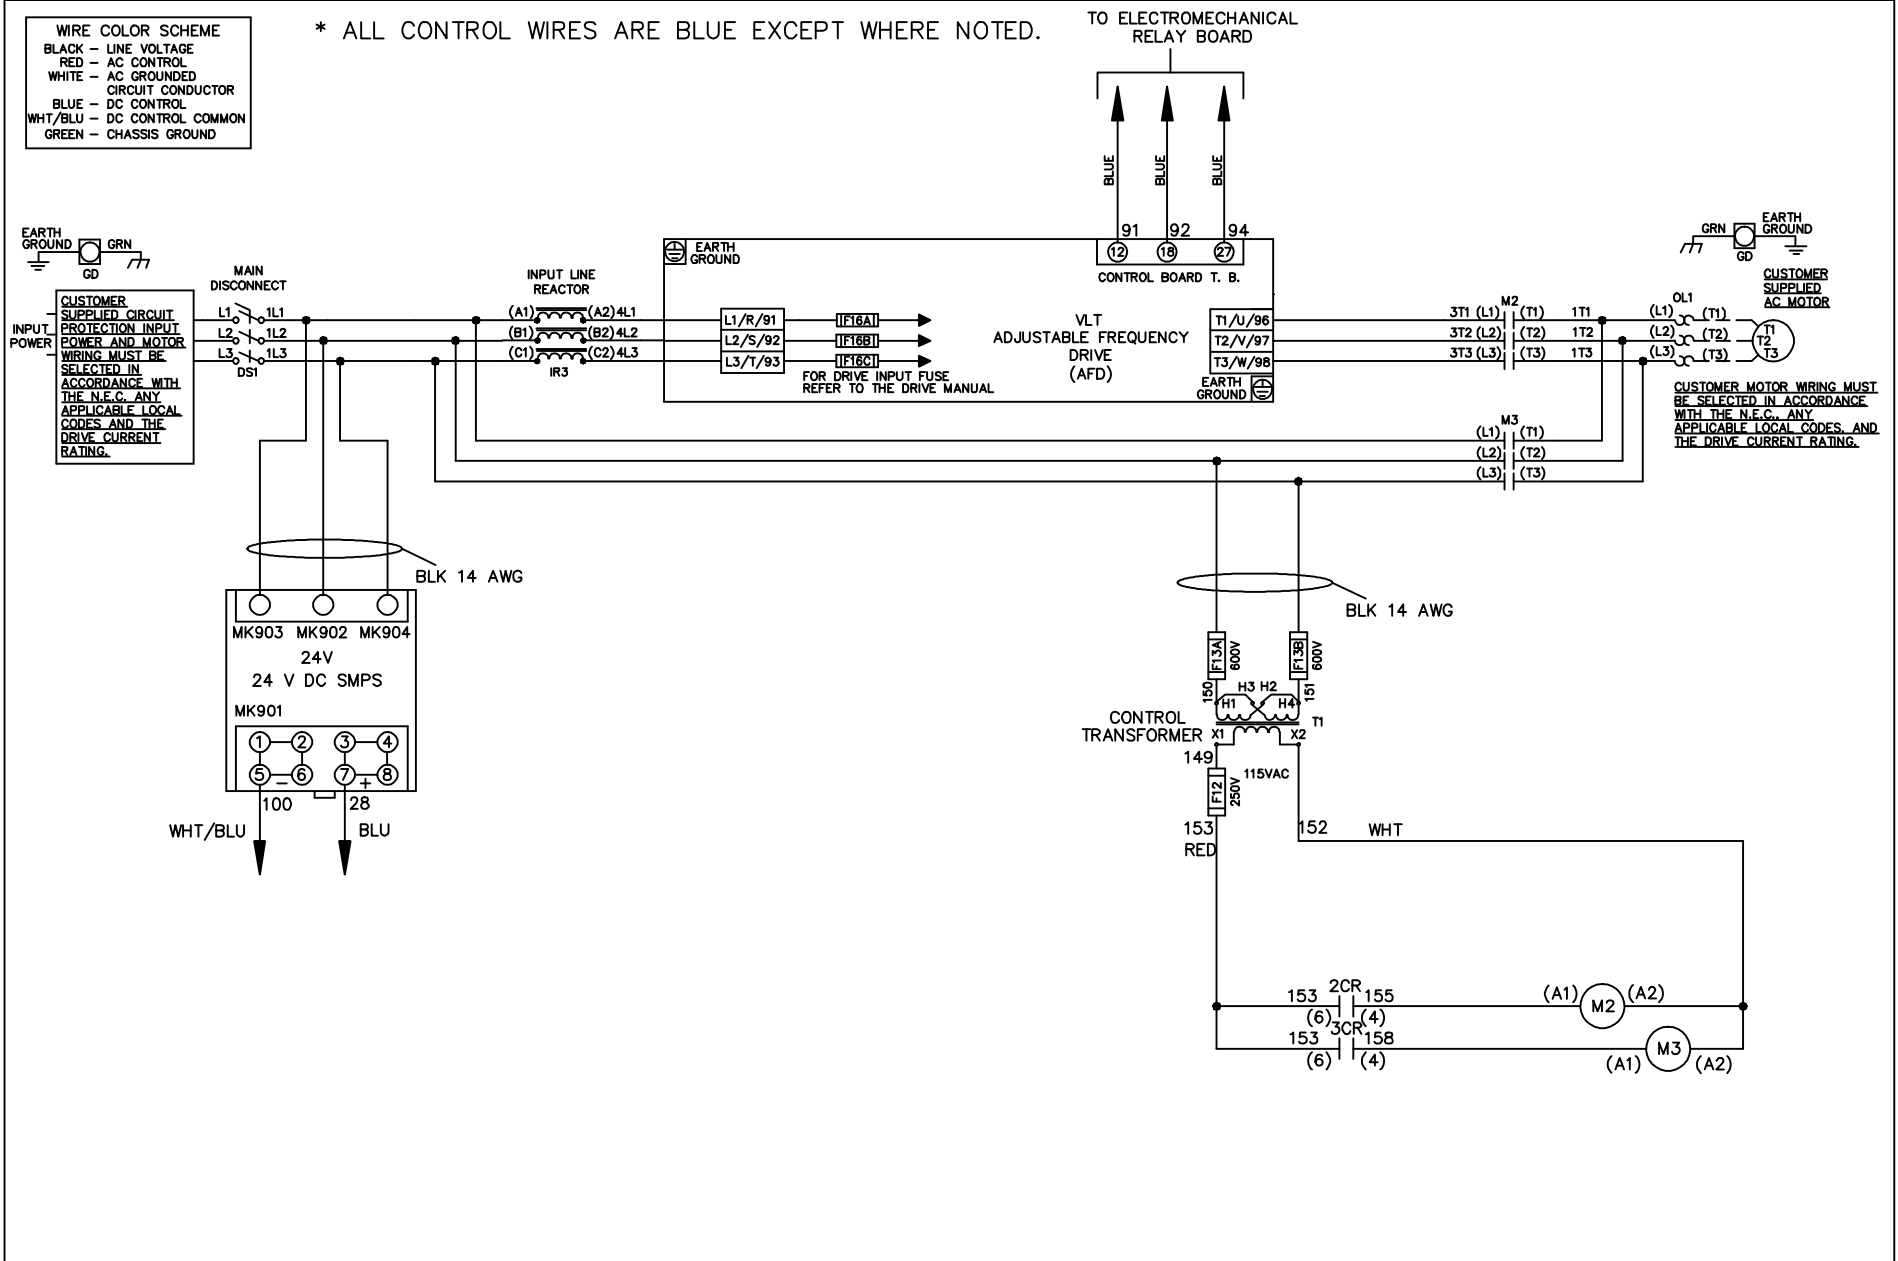 WIRE COLOR SCHEME
BLACK – LINE VOLTAGE
RED – AC CONTROL
WHITE – AC GROUNDED
CIRCUIT CONDUCTOR
BLUE – DC CONTROL
WHT/BLU – DC CONTROL COMMON
GREEN – CHASSIS GROUND
* ALL CONTROL WIRES ARE BLUE EXCEPT WHERE NOTED.
TO ELECTROMECHANICAL
RELAY BOARD
BLUE BLUE BLUE
91 92 94
12 18 27
CONTROL BOARD T. B.
EARTH
GROUND
GRN
GD
INPUT
POWER
CUSTOMER
SUPPLIED CIRCUIT
PROTECTION INPUT
POWER AND MOTOR
WIRING MUST BE
SELECTED IN
ACCORDANCE WITH
THE N.E.C. ANY
APPLICABLE LOCAL
CODES AND THE
DRIVE CURRENT
RATING.
MAIN
DISCONNECT
L1 1L1
L2 1L2
L3 1L3
DS1
INPUT LINE
REACTOR
(A1) (A2) 4L1
(B1) (B2) 4L2
(C1) (C2) 4L3
IR3
EARTH
GROUND
L1/R/91
L2/S/92
L3/T/93
F16A
F16B
F16C
FOR DRIVE INPUT FUSE
REFER TO THE DRIVE MANUAL
VLT
ADJUSTABLE FREQUENCY
DRIVE
(AFD)
T1/U/96
T2/V/97
T3/W/98
EARTH
GROUND
M2
3T1 (L1) (T1) 1T1
3T2 (L2) (T2) 1T2
3T3 (L3) (T3) 1T3
OL1
(L1) (T1)
(L2) (T2)
(L3) (T3)
T1
T2
T3
GRN
GD
EARTH
GROUND
CUSTOMER
SUPPLIED
AC MOTOR
CUSTOMER MOTOR WIRING MUST
BE SELECTED IN ACCORDANCE
WITH THE N.E.C., ANY
APPLICABLE LOCAL CODES, AND
THE DRIVE CURRENT RATING.
M3
(L1) (T1)
(L2) (T2)
(L3) (T3)
BLK 14 AWG
MK903 MK902 MK904
24V
24 V DC SMPS
MK901
1 2 3 4
5 – 6 7 + 8
100 28
WHT/BLU BLU
BLK 14 AWG
F13A 600V F13B 600V
150 151
H3 H2
H1 H4
T1
CONTROL
TRANSFORMER
X1 X2
149
115VAC
F12 250V
153
RED
152 WHT
2CR
153 155
(6) (4)
(A1) M2 (A2)
3CR
153 158
(6) (4)
(A1) M3 (A2)